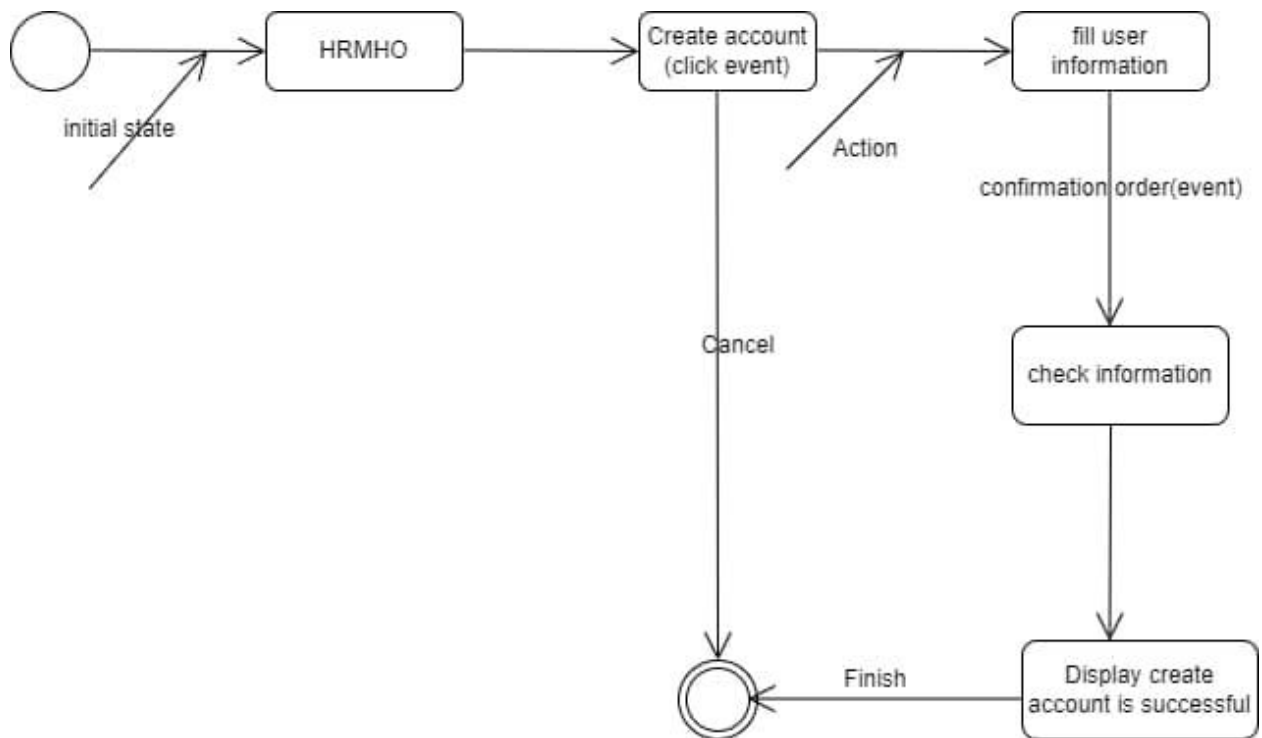 HRMHO
Create account
(click event)
fill user
information
initial state
Action
confirmation order(event)
Cancel
check information
Finish
Display create
account is successful